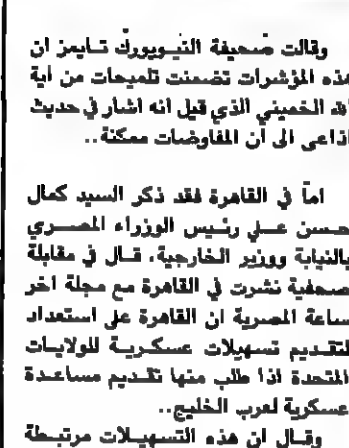 وقالت صحيفة النيويورك تايمز ان
هذه المؤشرات تضمنت تلميحات من أية
الله الخميني الذي قيل انه اشار في حديث
اذاعي الى أن المفاوضات ممكنة..
اما في القاهرة فقد ذكر السيد كمال
حسن علي رئيس الوزراء المصري
بالنيابة ووزير الخارجية، قال في مقابلة
صحفية نشرت في القاهرة مع مجلة اخر
ساعة المصرية ان القاهرة على استعداد
لتقديم تسهيلات عسكرية للولايات
المتحدة اذا طلب منها تقديم مساعدة
عسكرية لعرب الخليج..
وقال ان هذه التسهيلات مرتبطة